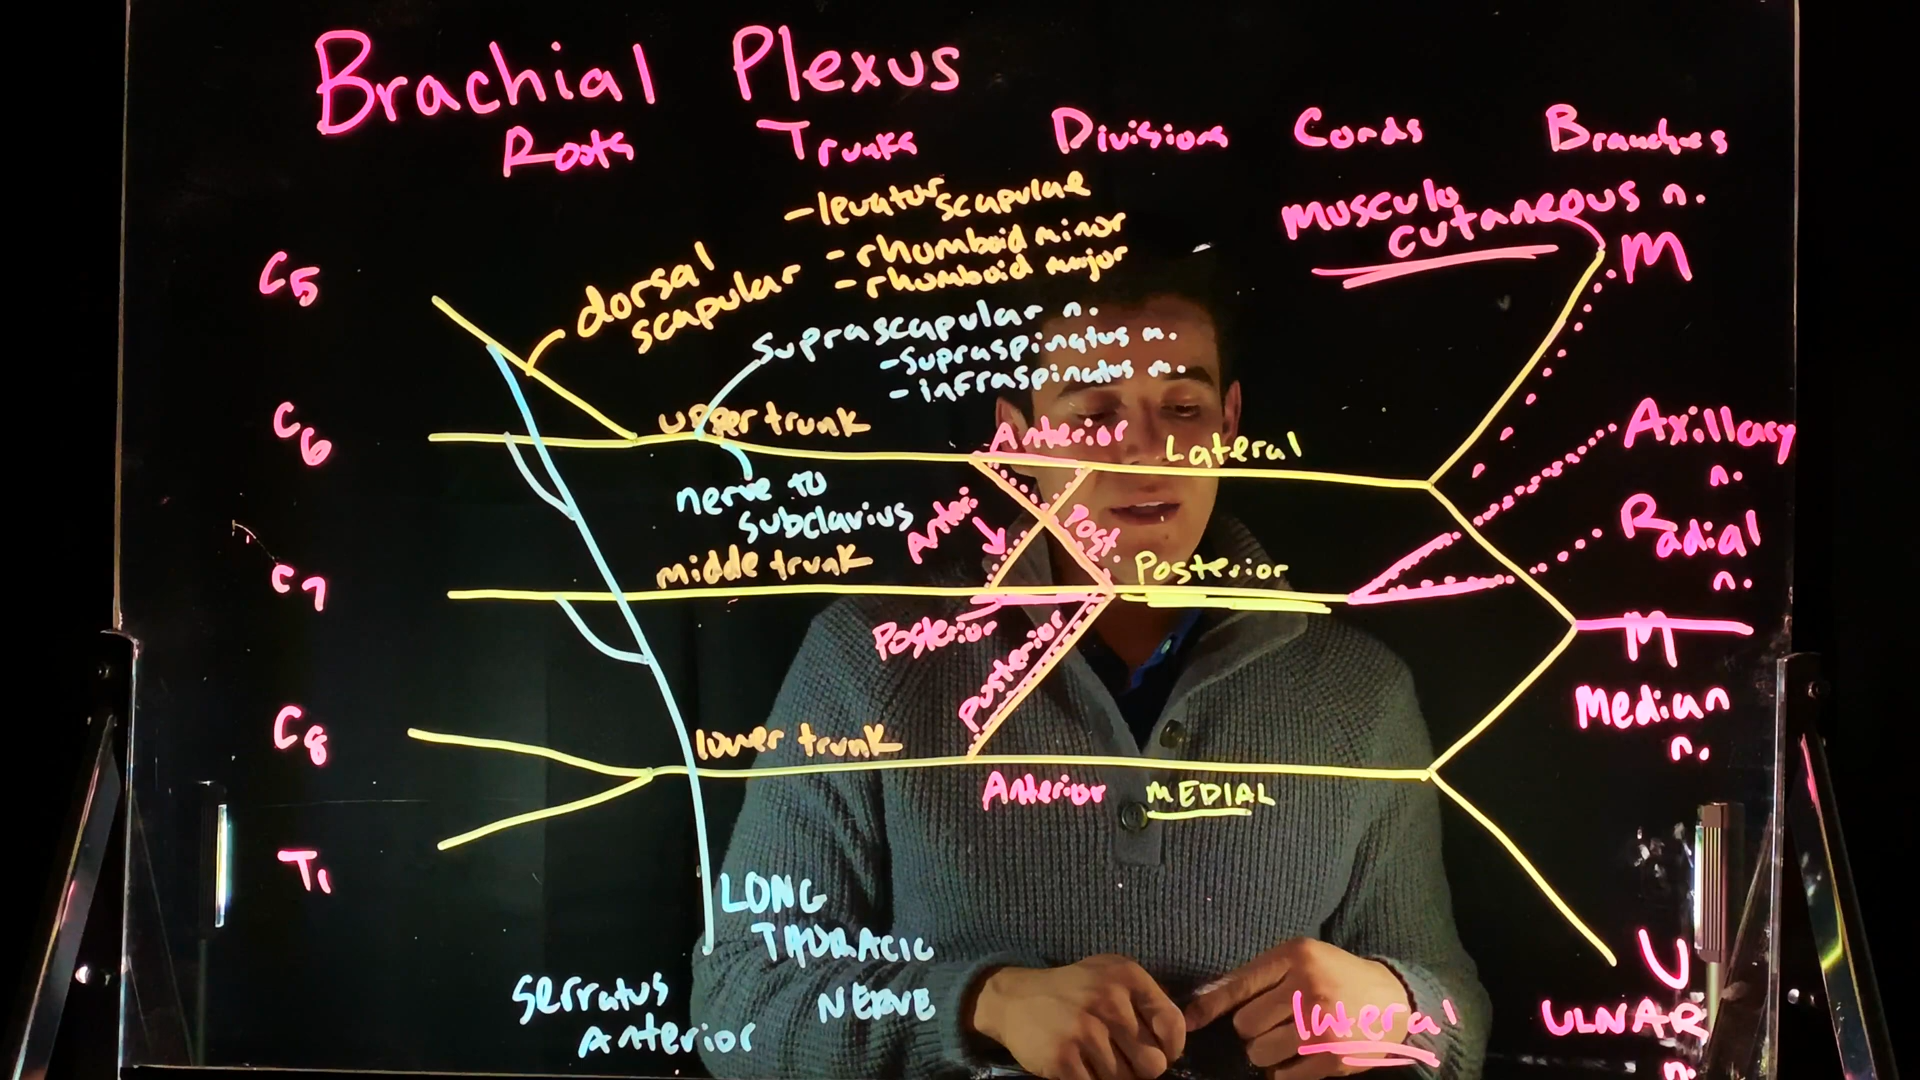 Brachial Plexus
Roots Trunks Divisions Cords Branches
- levator scapulae
- rhomboid minor
- rhomboid major
dorsal
scapular
Musculo
cutaneous n.
M
C5
suprascapular n.
- supraspinatus m.
- infraspinatus m.
C6
upper trunk
Anterior
Lateral
Axillary
n.
nerve to
subclavius
Anteri.
Post.
Radial
n.
C7
middle trunk
Posterior
Posterior
Posterior
M
Median
n.
C8
lower trunk
Anterior
MEDIAL
T1
LONG
THORACIC
NERVE
serratus
Anterior
lateral
U
ULNAR
n.